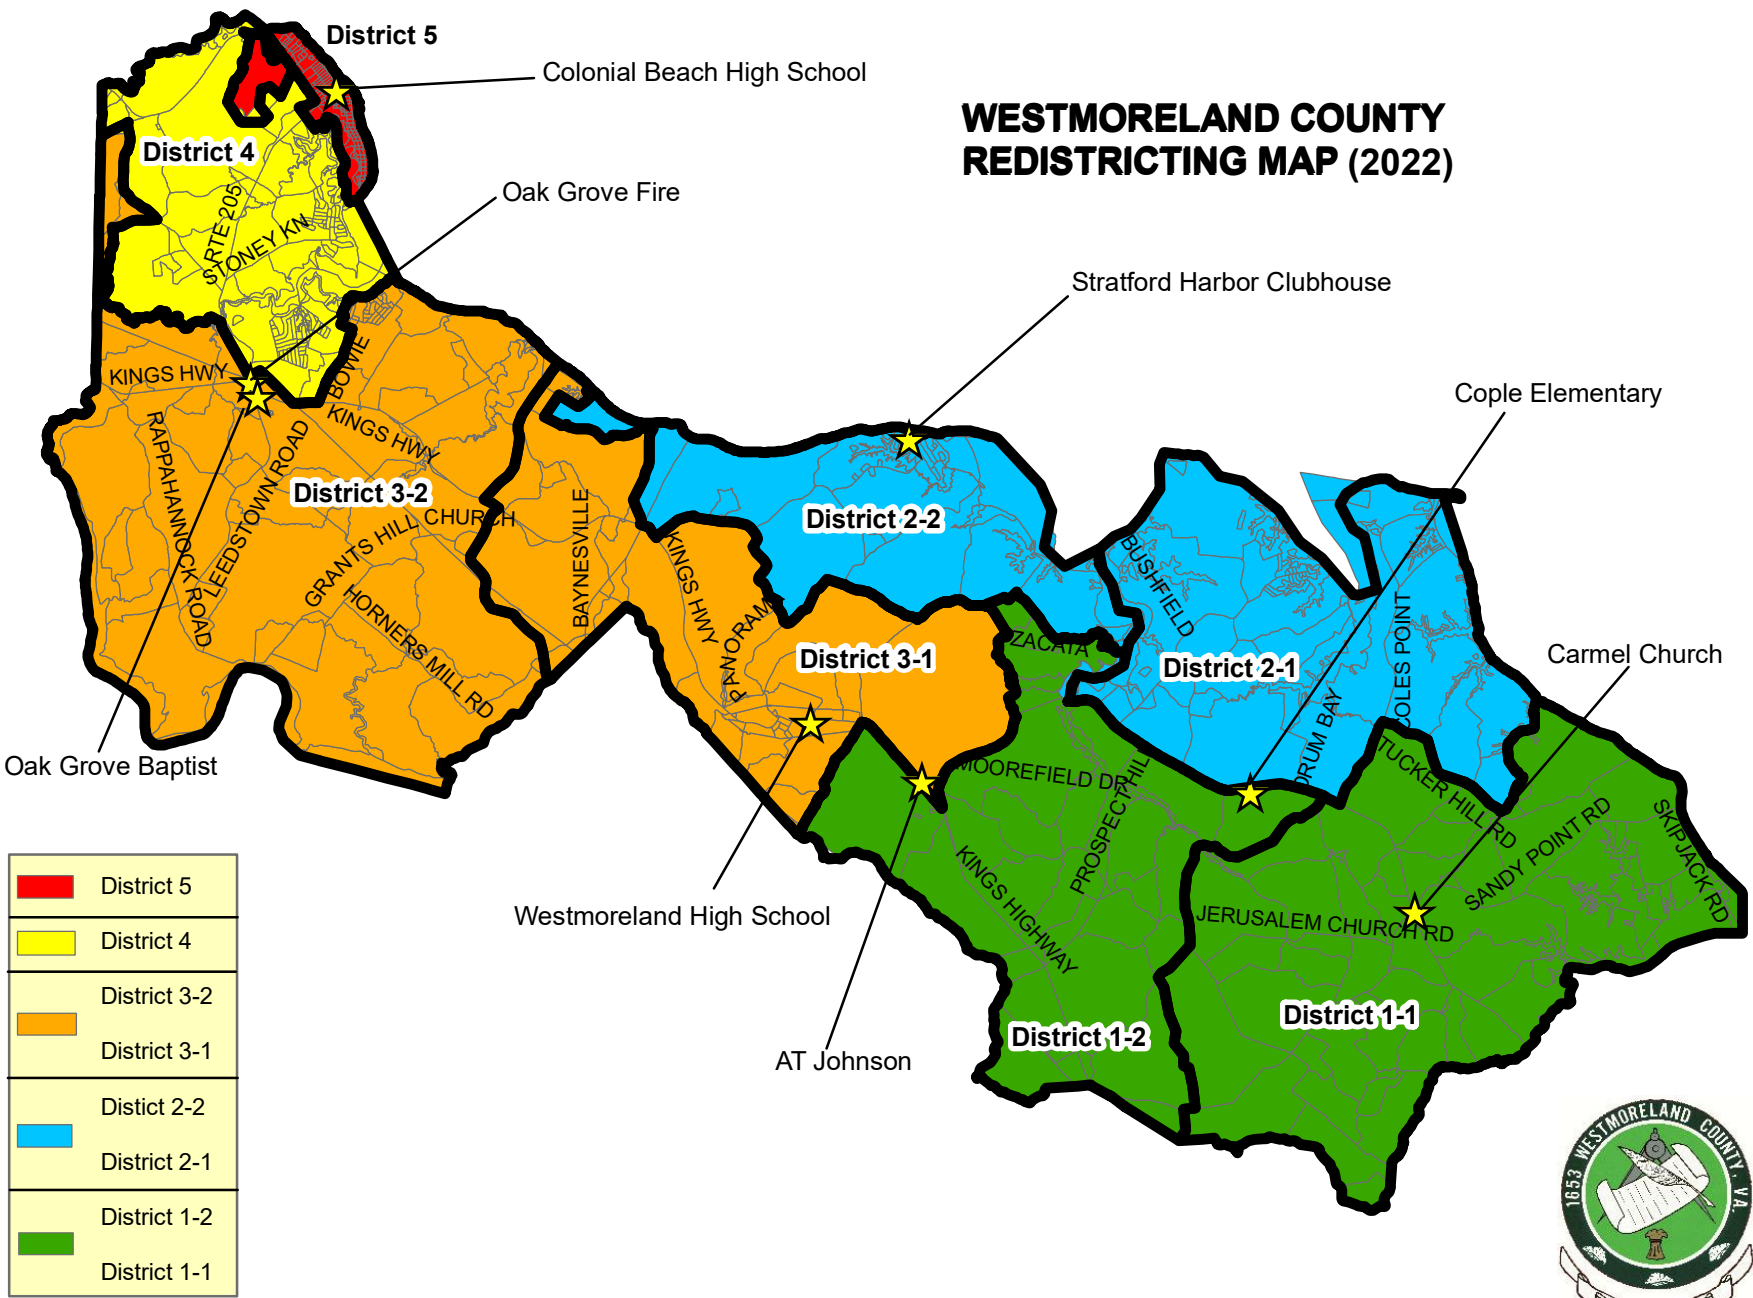 District 5
Colonial Beach High School
WESTMORELAND COUNTY
REDISTRICTING MAP (2022)
District 4
Oak Grove Fire
RTE 205
STONEY KN
Stratford Harbor Clubhouse
KINGS HWY
BOWIE
Cople Elementary
RAPPAHANNOCK ROAD
LEEDSTOWN ROAD
KINGS HWY
District 3-2
GRANTS HILL CHURCH
BAYNESVILLE
District 2-2
KINGS HWY
BUSHFIELD
HORNERS MILL RD
PANORAMA
ZACATA
District 3-1
District 2-1
COLES POINT
Carmel Church
DRUM BAY
Oak Grove Baptist
MOOREFIELD DR
PROSPECT HILL
TUCKER HILL RD
SANDY POINT RD
SKIPJACK RD
KINGS HIGHWAY
Westmoreland High School
JERUSALEM CHURCH RD
District 1-1
District 1-2
AT Johnson
District 5
District 4
District 3-2
District 3-1
Distict 2-2
District 2-1
District 1-2
District 1-1
1653 WESTMORELAND COUNTY, VA.